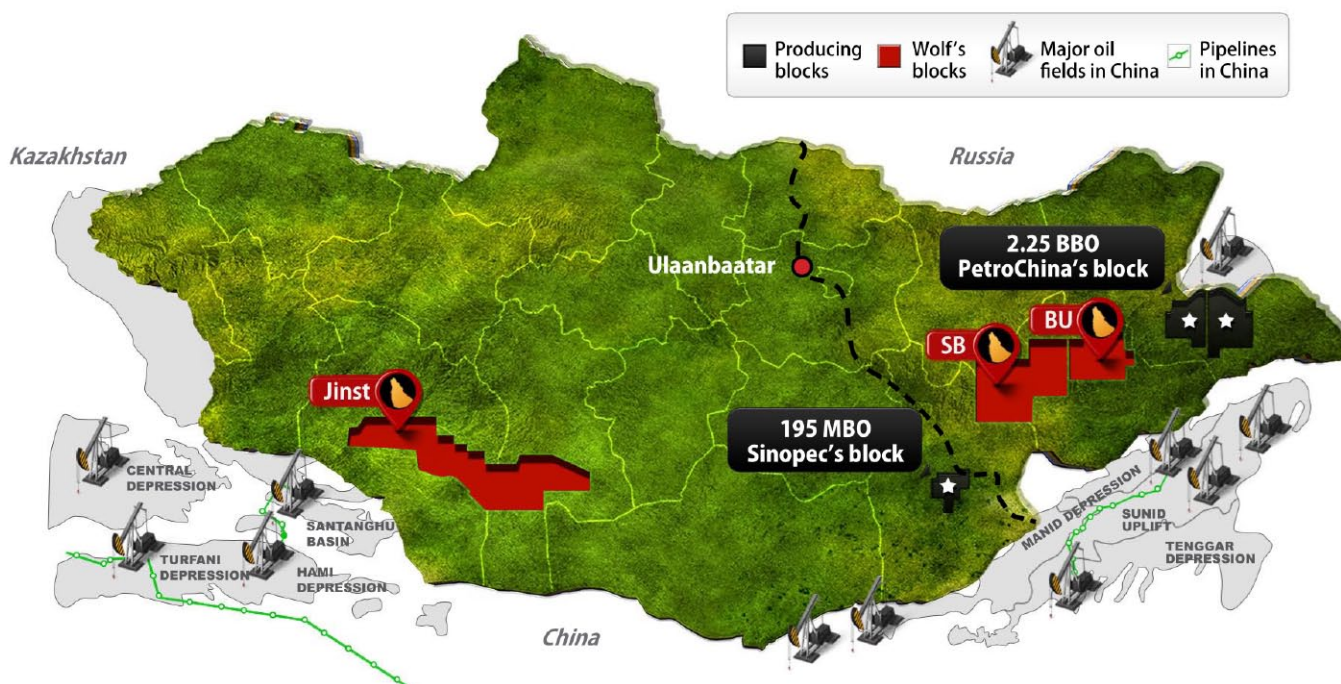 Producing
blocks
Wolf's
blocks
Major oil
fields in China
Pipelines
in China
Kazakhstan
Russia
2.25 BBO
PetroChina's block
Ulaanbaatar
BU
SB
Jinst
195 MBO
Sinopec's block
CENTRAL
DEPRESSION
SANTANGHU
BASIN
TURFANI
DEPRESSION
HAMI
DEPRESSION
MANID DEPRESSION
SUNID
UPLIFT
TENGGAR
DEPRESSION
China